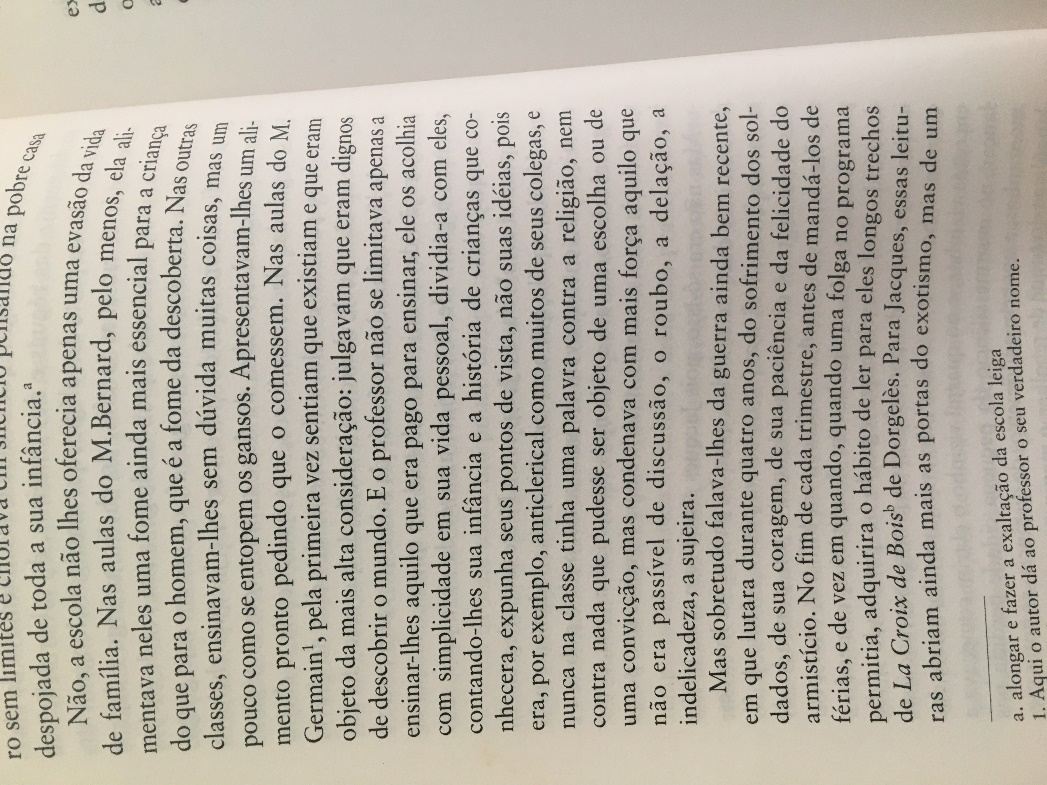 ro sem limites e chorava em silêncio pensando na pobre casa
despojada de toda a sua infância.ª
Não, a escola não lhes oferecia apenas uma evasão da vida
de família. Nas aulas do M.Bernard, pelo menos, ela ali-
mentava neles uma fome ainda mais essencial para a criança
do que para o homem, que é a fome da descoberta. Nas outras
classes, ensinavam-lhes sem dúvida muitas coisas, mas um
pouco como se entopem os gansos. Apresentavam-lhes um ali-
mento pronto pedindo que o comessem. Nas aulas do M.
Germain¹, pela primeira vez sentiam que existiam e que eram
objeto da mais alta consideração: julgavam que eram dignos
de descobrir o mundo. E o professor não se limitava apenas a
ensinar-lhes aquilo que era pago para ensinar, ele os acolhia
com simplicidade em sua vida pessoal, dividia-a com eles,
contando-lhes sua infância e a história de crianças que co-
nhecera, expunha seus pontos de vista, não suas idéias, pois
era, por exemplo, anticlerical como muitos de seus colegas, e
nunca na classe tinha uma palavra contra a religião, nem
contra nada que pudesse ser objeto de uma escolha ou de
uma convicção, mas condenava com mais força aquilo que
não era passível de discussão, o roubo, a delação, a
indelicadeza, a sujeira.
Mas sobretudo falava-lhes da guerra ainda bem recente,
em que lutara durante quatro anos, do sofrimento dos sol-
dados, de sua coragem, de sua paciência e da felicidade do
armistício. No fim de cada trimestre, antes de mandá-los de
férias, e de vez em quando, quando uma folga no programa
permitia, adquirira o hábito de ler para eles longos trechos
de La Croix de Boisᵇ de Dorgelès. Para Jacques, essas leitu-
ras abriam ainda mais as portas do exotismo, mas de um
a. alongar e fazer a exaltação da escola leiga
1. Aqui o autor dá ao professor o seu verdadeiro nome.